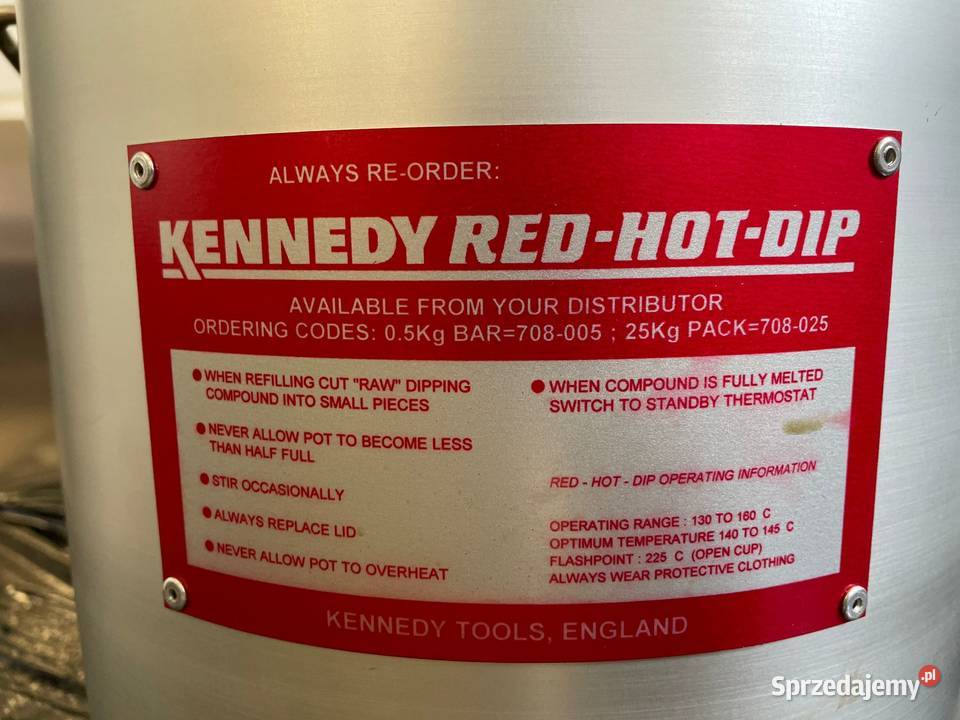 ALWAYS RE-ORDER:
KENNEDY RED-HOT-DIP
AVAILABLE FROM YOUR DISTRIBUTOR
ORDERING CODES: 0.5Kg BAR=708-005 ; 25Kg PACK=708-025
● WHEN REFILLING CUT "RAW" DIPPING
COMPOUND INTO SMALL PIECES
● NEVER ALLOW POT TO BECOME LESS
THAN HALF FULL
● STIR OCCASIONALLY
● ALWAYS REPLACE LID
● NEVER ALLOW POT TO OVERHEAT
● WHEN COMPOUND IS FULLY MELTED
SWITCH TO STANDBY THERMOSTAT
RED - HOT - DIP OPERATING INFORMATION
OPERATING RANGE : 130 TO 160 C
OPTIMUM TEMPERATURE 140 TO 145 C
FLASHPOINT : 225 C (OPEN CUP)
ALWAYS WEAR PROTECTIVE CLOTHING
KENNEDY TOOLS, ENGLAND
Sprzedajemy.pl